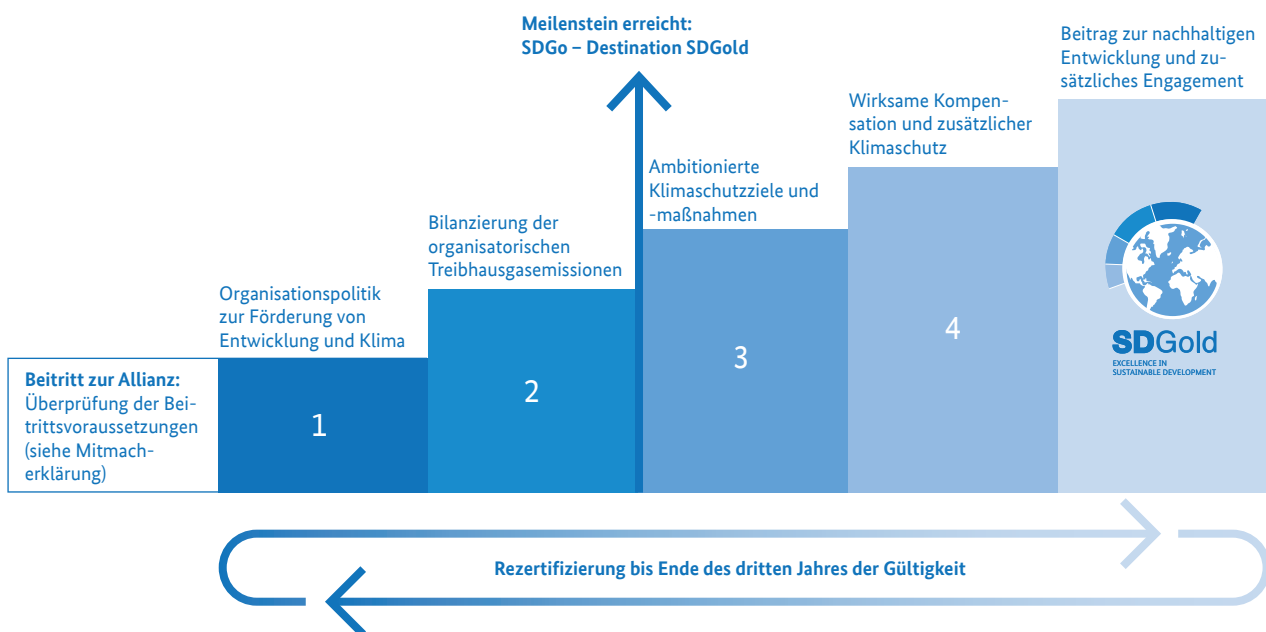 Meilenstein erreicht:
SDGo – Destination SDGold
Beitritt zur Allianz:
Überprüfung der Bei-
trittsvoraussetzungen
(siehe Mitmach-
erklärung)
Organisationspolitik
zur Förderung von
Entwicklung und Klima
1
Bilanzierung der
organisatorischen
Treibhausgasemissionen
2
Ambitionierte
Klimaschutzziele und
-maßnahmen
3
Wirksame Kompen-
sation und zusätzlicher
Klimaschutz
4
Beitrag zur nachhaltigen
Entwicklung und zu-
sätzliches Engagement
SDGold
EXCELLENCE IN
SUSTAINABLE DEVELOPMENT
Rezertifizierung bis Ende des dritten Jahres der Gültigkeit